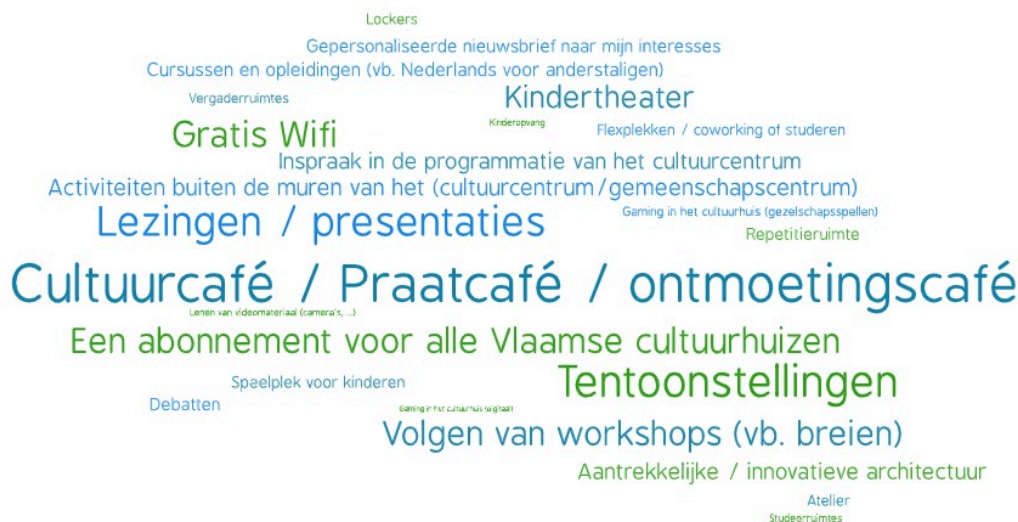 Lockers
Gepersonaliseerde nieuwsbrief naar mijn interesses
Cursussen en opleidingen (vb. Nederlands voor anderstaligen)
Vergaderruimtes
Kindertheater
Gratis Wifi
Kinderopvang
Flexplekken / coworking of studeren
Inspraak in de programmatie van het cultuurcentrum
Activiteiten buiten de muren van het (cultuurcentrum/gemeenschapscentrum)
Lezingen / presentaties
Gaming in het cultuurhuis (gezelschapsspellen)
Repetitieruimte
Cultuurcafé / Praatcafé / ontmoetingscafé
Lenen van videomateriaal (camera's, ...)
Een abonnement voor alle Vlaamse cultuurhuizen
Speelplek voor kinderen
Tentoonstellingen
Debatten
Gaming in het cultuurhuis (digitaal)
Volgen van workshops (vb. breien)
Aantrekkelijke / innovatieve architectuur
Atelier
Studeerruimtes